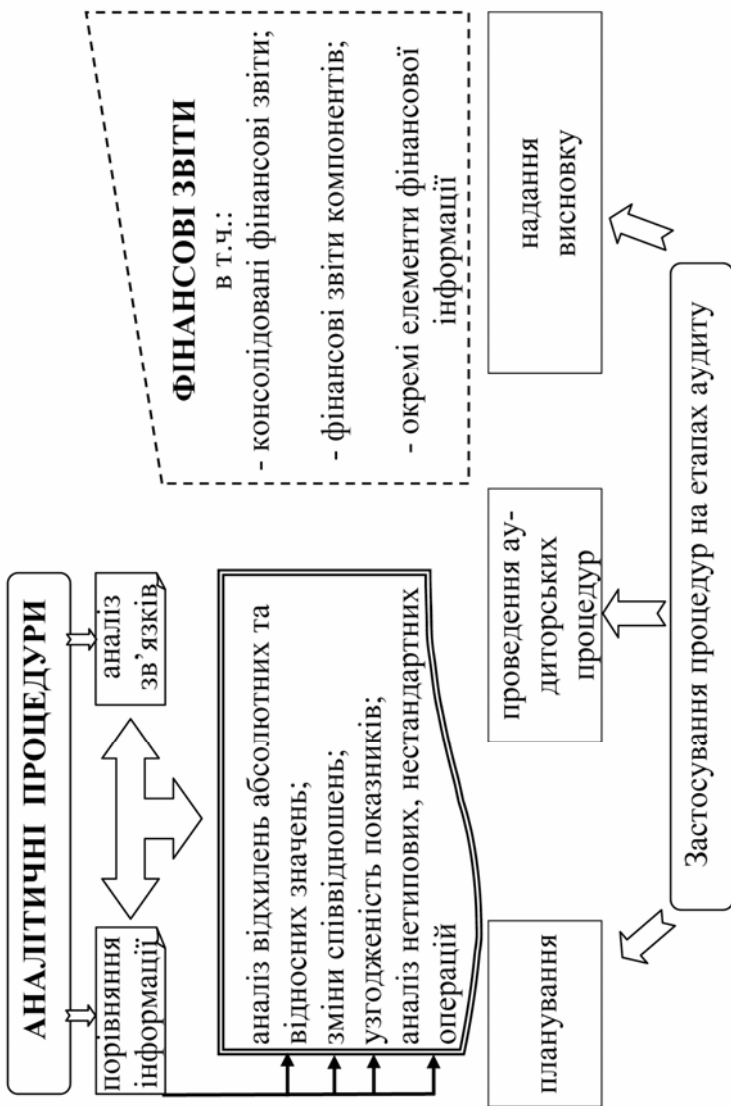 АНАЛІТИЧНІ ПРОЦЕДУРИ
порівняння
інформації
аналіз
зв’язків
аналіз відхилень абсолютних та
відносних значень;
зміни співвідношень;
узгодженість показників;
аналіз нетипових, нестандартних
операцій
ФІНАНСОВІ ЗВІТИ
в т.ч.:
- консолідовані фінансові звіти;
- фінансові звіти компонентів;
- окремі елементи фінансової
інформації
планування
проведення ау-
диторських
процедур
надання
висновку
Застосування процедур на етапах аудиту